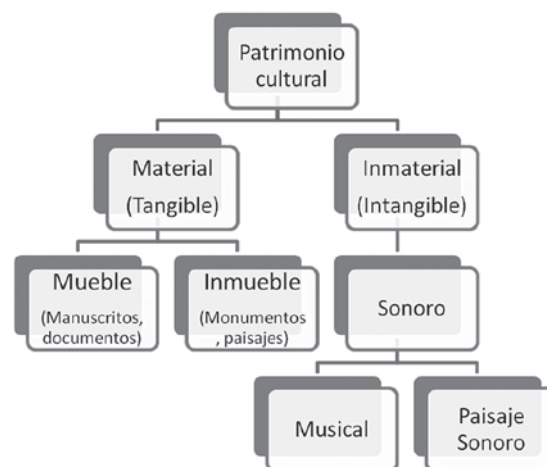 Patrimonio
cultural
Material
(Tangible)
Inmaterial
(Intangible)
Mueble
(Manuscritos,
documentos)
Inmueble
(Monumentos
, paisajes)
Sonoro
Musical
Paisaje
Sonoro